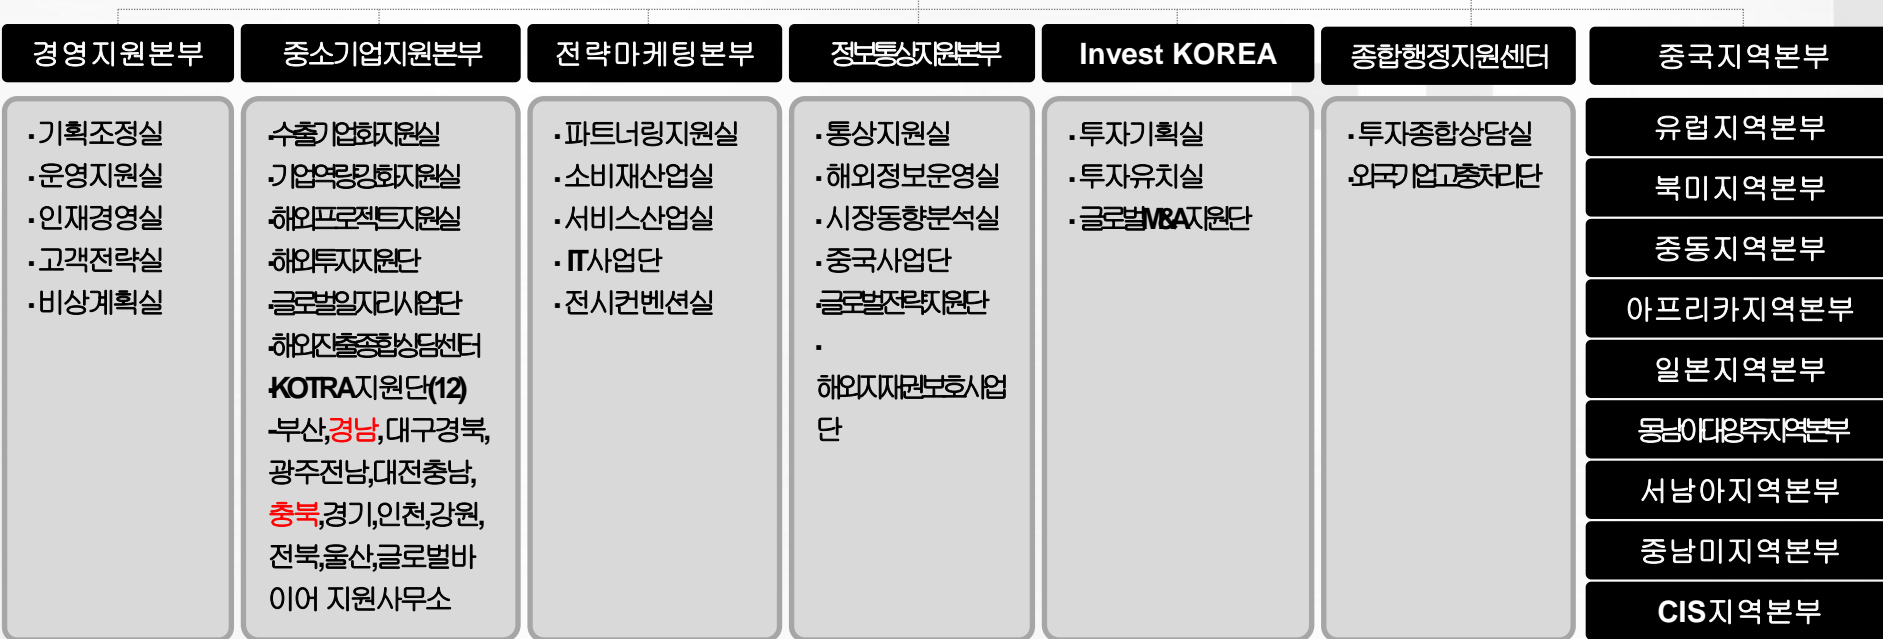 경영지원본부
기획조정실
운영지원실
인재경영실
고객전략실
비상계획실
중소기업지원본부
수출기업화지원실
기업역량강화지원실
해외프로젝트지원실
해외투자지원단
글로벌일자리사업단
해외진출종합상담센터
KOTRA지원단(12)
-부산,경남,대구경북,
광주전남,대전충남,
충북,경기,인천,강원,
전북,울산,글로벌바
이어 지원사무소
전략마케팅본부
파트너링지원실
소비재산업실
서비스산업실
IT사업단
전시컨벤션실
정보통상지원본부
통상지원실
해외정보운영실
시장동향분석실
중국사업단
글로벌전략지원단
해외지재권보호사업
단
Invest KOREA
투자기획실
투자유치실
글로벌M&A지원단
종합행정지원센터
투자종합상담실
외국기업고충처리단
중국지역본부
유럽지역본부
북미지역본부
중동지역본부
아프리카지역본부
일본지역본부
동남아대양주지역본부
서남아지역본부
중남미지역본부
CIS지역본부